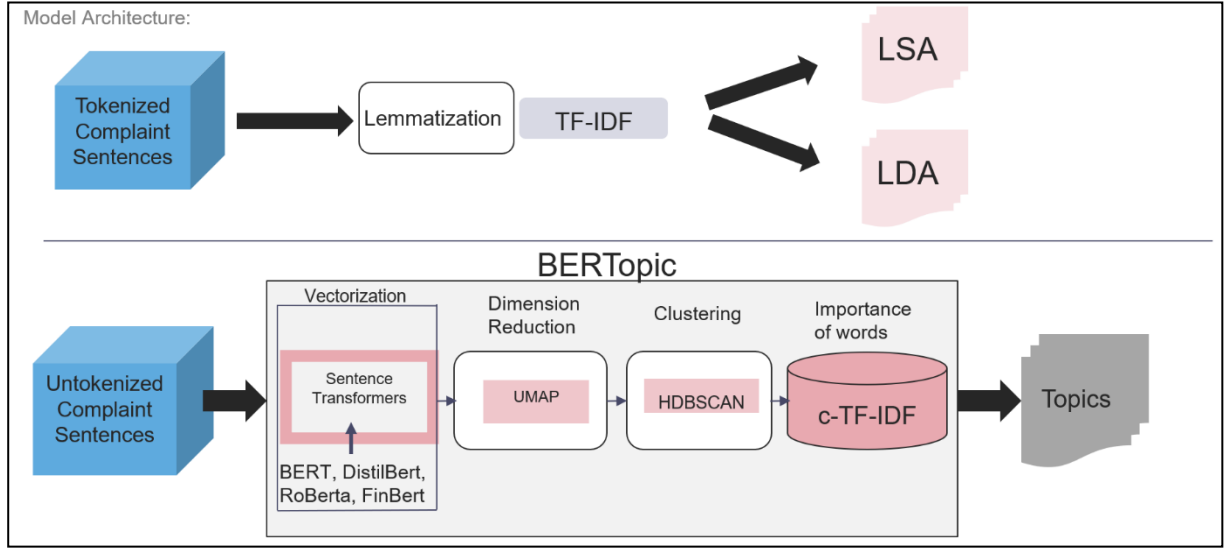 Model Architecture:
Tokenized
Complaint
Sentences
Lemmatization
TF-IDF
LSA
LDA
BERTopic
Untokenized
Complaint
Sentences
Vectorization
Sentence
Transformers
BERT, DistilBert,
RoBerta, FinBert
Dimension
Reduction
UMAP
Clustering
HDBSCAN
Importance
of words
c-TF-IDF
Topics